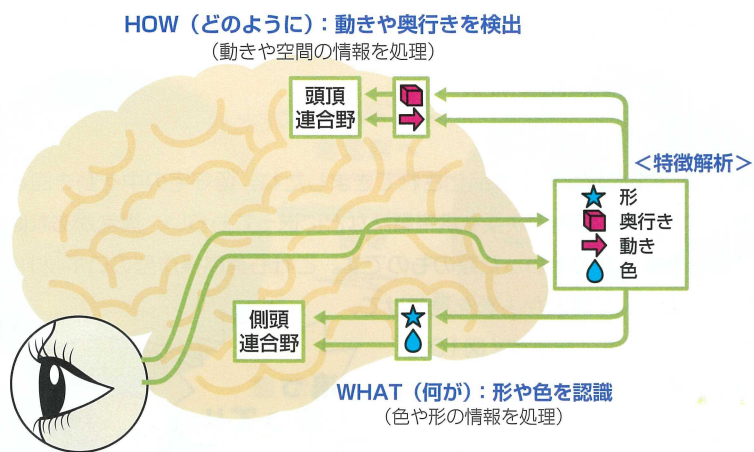 HOW（どのように）：動きや奥行きを検出
（動きや空間の情報を処理）
頭頂
連合野
＜特徴解析＞
形
奥行き
動き
色
側頭
連合野
WHAT（何が）：形や色を認識
（色や形の情報を処理）